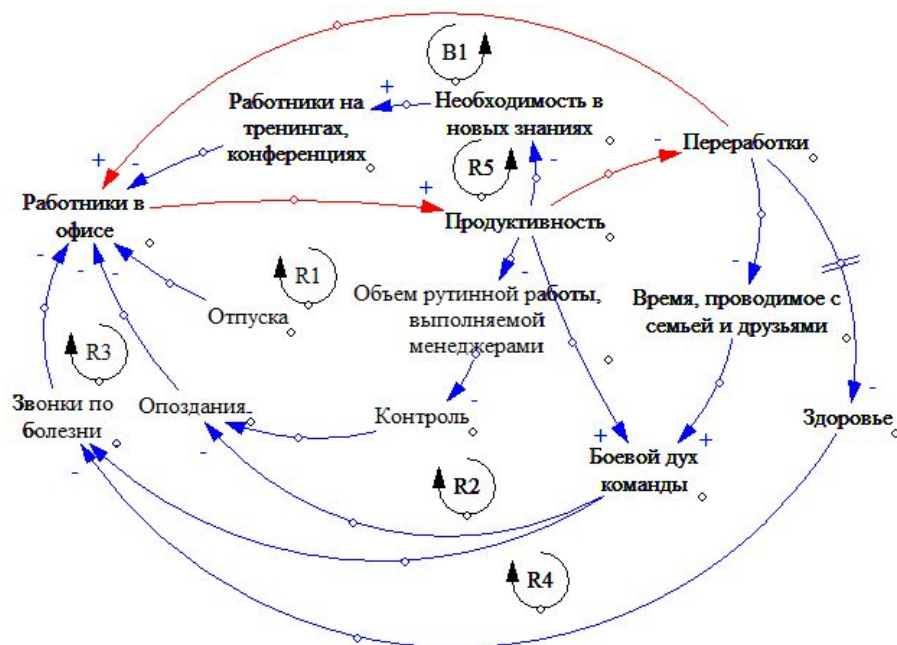 B1
+
Работники на
тренингах,
конференциях
Необходимость в
новых знаниях
-
Переработки
+
-
R5
-
+
Работники в
офисе
Продуктивность
-
-
-
R1
-
-
Отпуска
Объем рутинной работы,
выполняемой
менеджерами
Время, проводимое с
семьей и друзьями
R3
Звонки по
болезни
Опоздания
-
Контроль
-
-
Здоровье
-
-
+
+
Боевой дух
команды
R2
R4